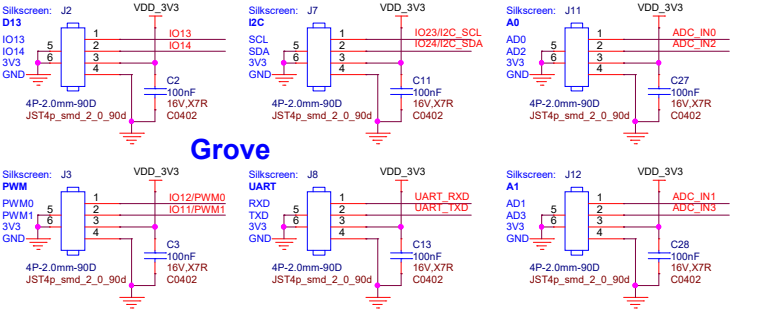 Silkscreen: J2 VDD_3V3
D13
IO13 1 IO13
IO14 5 2 IO14
3V3 6 3
GND 4
C2
100nF
4P-2.0mm-90D 16V,X7R
JST4p_smd_2_0_90d C0402
Silkscreen: J7 VDD_3V3
I2C
SCL 1 IO23/I2C_SCL
SDA 5 2 IO24/I2C_SDA
3V3 6 3
GND 4
C11
100nF
4P-2.0mm-90D 16V,X7R
JST4p_smd_2_0_90d C0402
Silkscreen: J11 VDD_3V3
A0
AD0 1 ADC_IN0
AD2 5 2 ADC_IN2
3V3 6 3
GND 4
C27
100nF
4P-2.0mm-90D 16V,X7R
JST4p_smd_2_0_90d C0402
Grove
Silkscreen: J3 VDD_3V3
PWM
PWM0 1 IO12/PWM0
PWM1 5 2 IO11/PWM1
3V3 6 3
GND 4
C3
100nF
4P-2.0mm-90D 16V,X7R
JST4p_smd_2_0_90d C0402
Silkscreen: J8 VDD_3V3
UART
RXD 1 UART_RXD
TXD 5 2 UART_TXD
3V3 6 3
GND 4
C13
100nF
4P-2.0mm-90D 16V,X7R
JST4p_smd_2_0_90d C0402
Silkscreen: J12 VDD_3V3
A1
AD1 1 ADC_IN1
AD3 5 2 ADC_IN3
3V3 6 3
GND 4
C28
100nF
4P-2.0mm-90D 16V,X7R
JST4p_smd_2_0_90d C0402